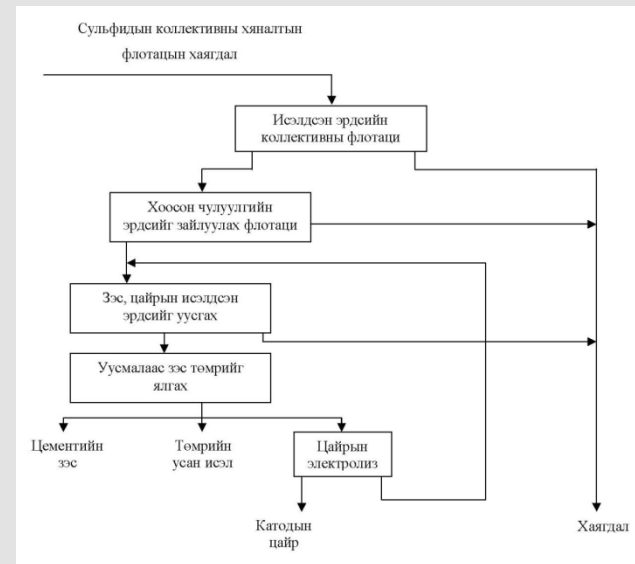 Сульфидын коллективны хяналтын
флотацын хаягдал
Исэлдсэн эрдсийн
коллективны флотаци
Хоосон чулуулгийн
эрдсийг зайлуулах флотаци
Зэс, цайрын исэлдсэн
эрдсийг уусгах
Уусмалаас зэс төмрийг
ялгах
Цементийн
зэс
Төмрийн
усан исэл
Цайрын
электролиз
Катодын
цайр
Хаягдал